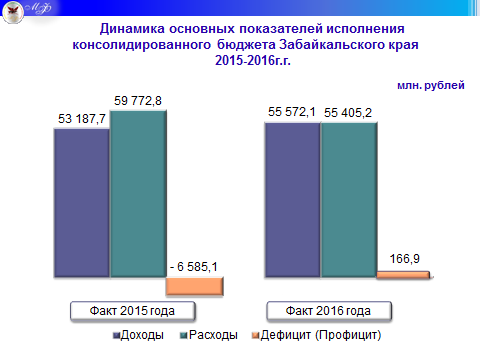 Динамика основных показателей исполнения
консолидированного бюджета Забайкальского края
2015-2016г.г.
млн. рублей
53 187,7
59 772,8
- 6 585,1
55 572,1
55 405,2
166,9
Факт 2015 года
Факт 2016 года
Доходы
Расходы
Дефицит (Профицит)